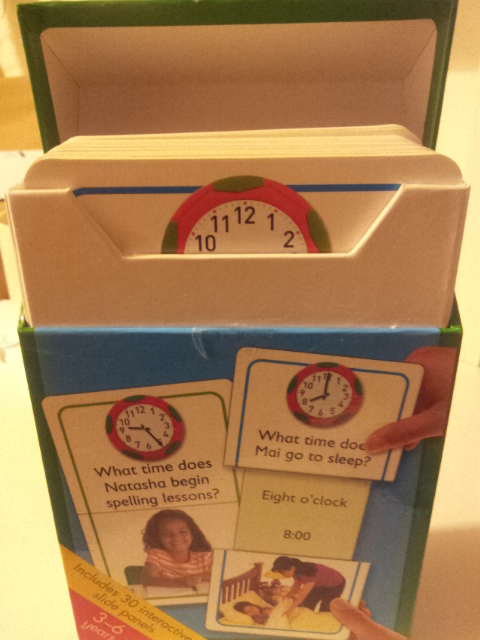 11 12 1
10 2
What time does
Natasha begin
spelling lessons?
What time doe
Mai go to sleep?
Eight o'clock
8:00
Includes 30 interactive
slide panels
3–6
Years